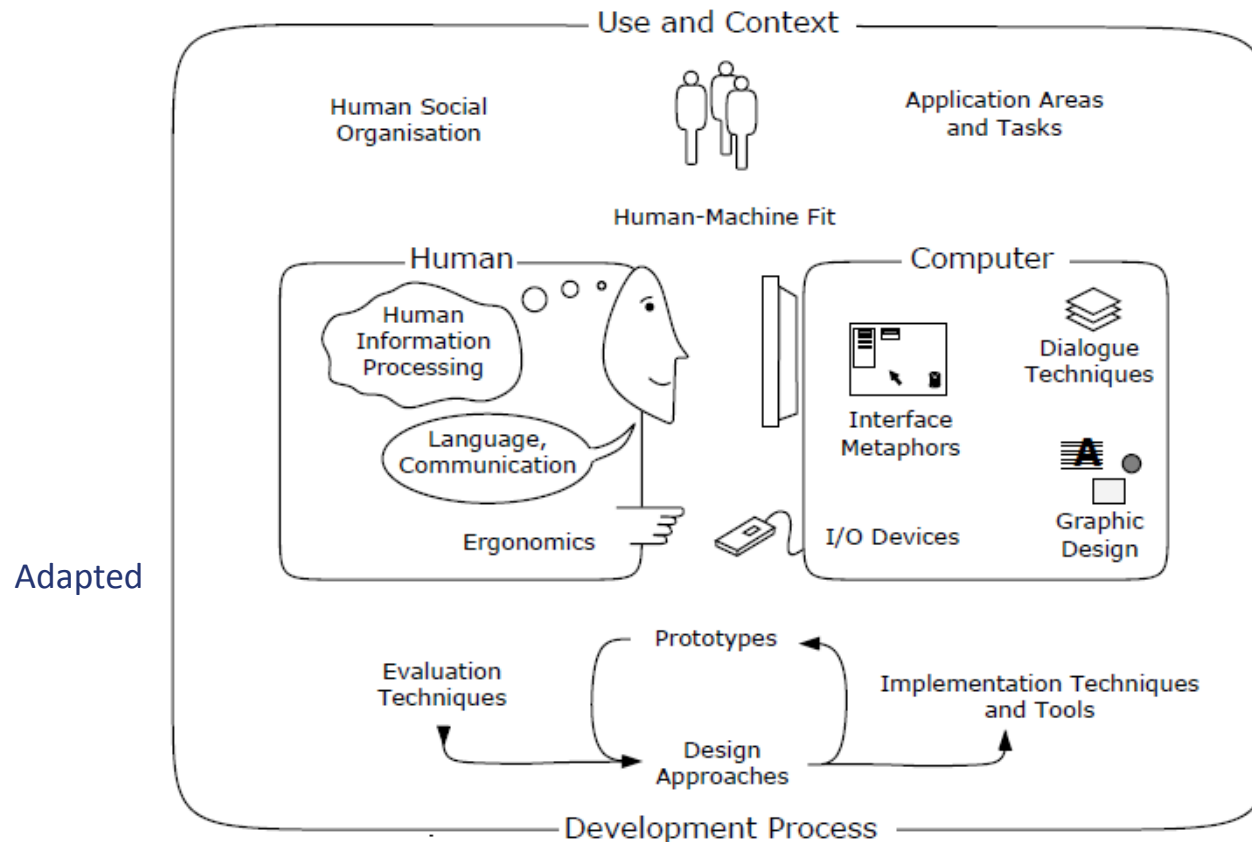 Use and Context
Human Social
Organisation
Application Areas
and Tasks
Human-Machine Fit
Human
Human
Information
Processing
Language,
Communication
Ergonomics
Computer
Interface
Metaphors
Dialogue
Techniques
A
Graphic
Design
I/O Devices
Adapted
Prototypes
Evaluation
Techniques
Implementation Techniques
and Tools
Design
Approaches
Development Process